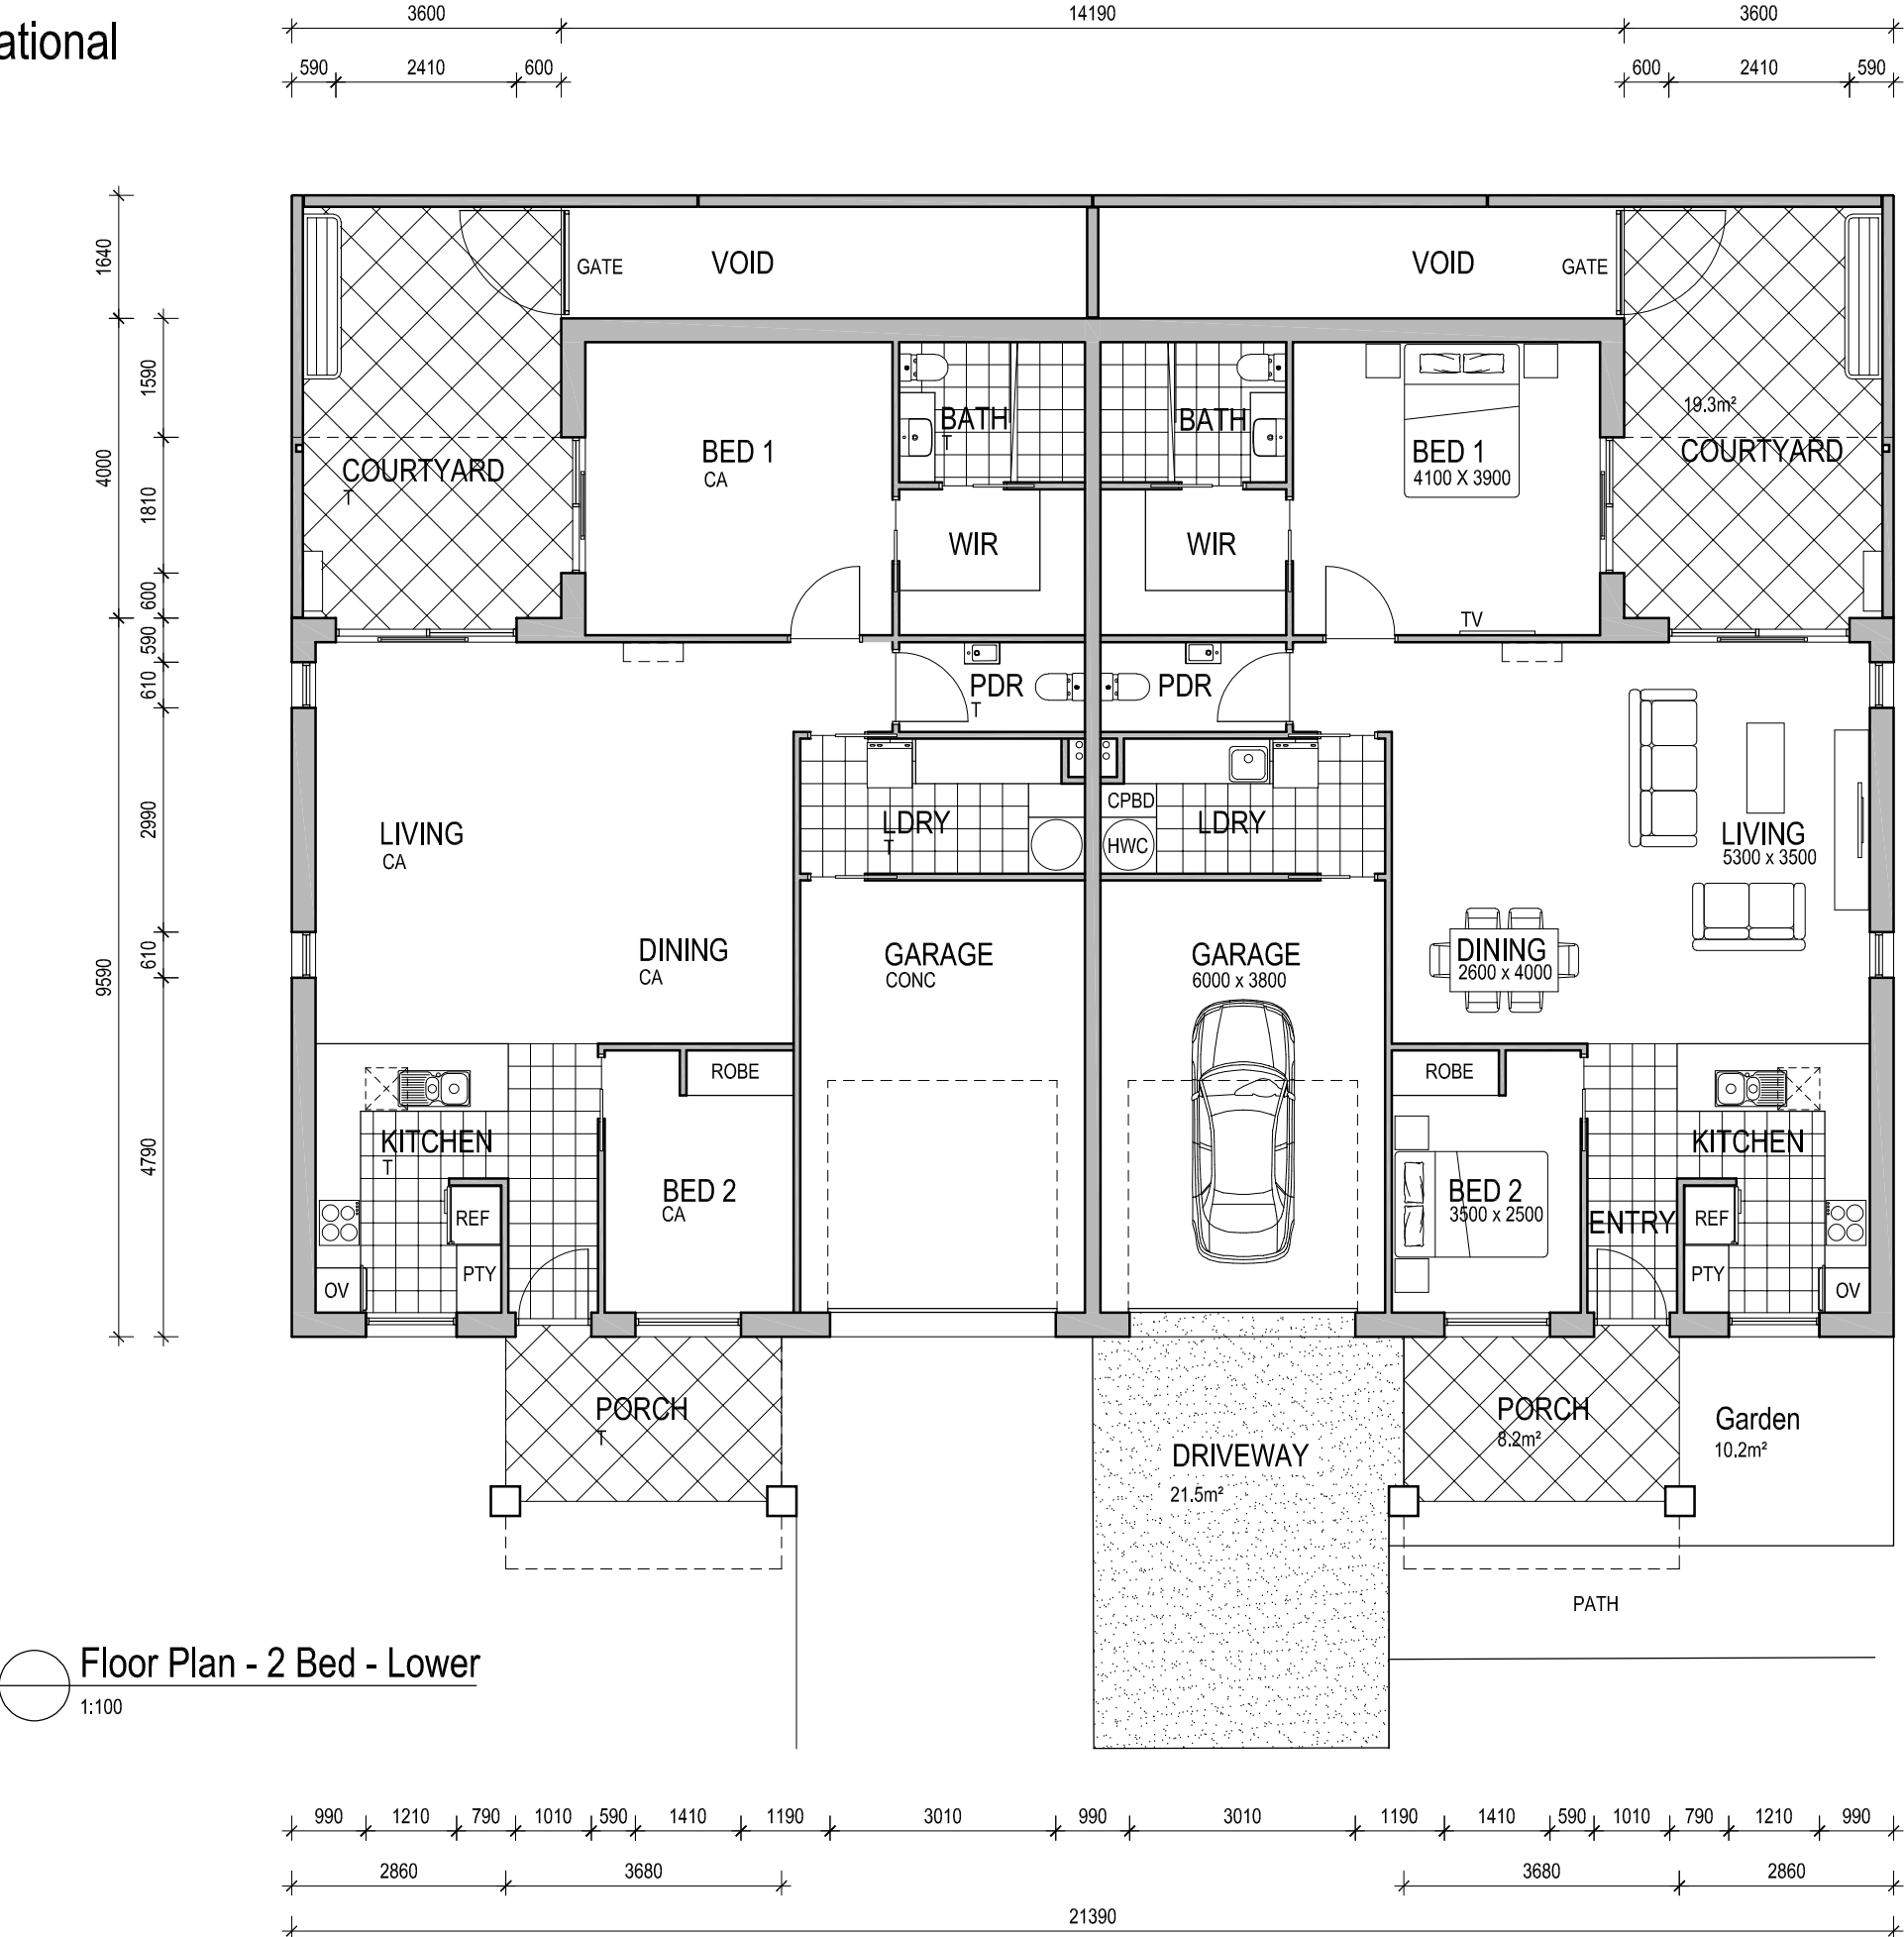 ational
3600
14190
3600
590
2410
600
600
2410
590
1640
4000
9590
1590
1810
600
590
610
2990
610
4790
VOID
VOID
GATE
GATE
COURTYARD
T
BED 1
CA
BATH
T
BATH
BED 1
4100 X 3900
19.3m²
COURTYARD
WIR
WIR
TV
PDR
T
PDR
LIVING
CA
LDRY
T
CPBD
HWC
LDRY
LIVING
5300 x 3500
DINING
CA
GARAGE
CONC
GARAGE
6000 x 3800
DINING
2600 x 4000
ROBE
ROBE
KITCHEN
T
KITCHEN
BED 2
CA
BED 2
3500 x 2500
ENTRY
REF
REF
PTY
PTY
OV
OV
PORCH
T
DRIVEWAY
21.5m²
PORCH
8.2m²
Garden
10.2m²
PATH
Floor Plan - 2 Bed - Lower
1:100
990
1210
790
1010
590
1410
1190
3010
990
3010
1190
1410
590
1010
790
1210
990
2860
3680
3680
2860
21390